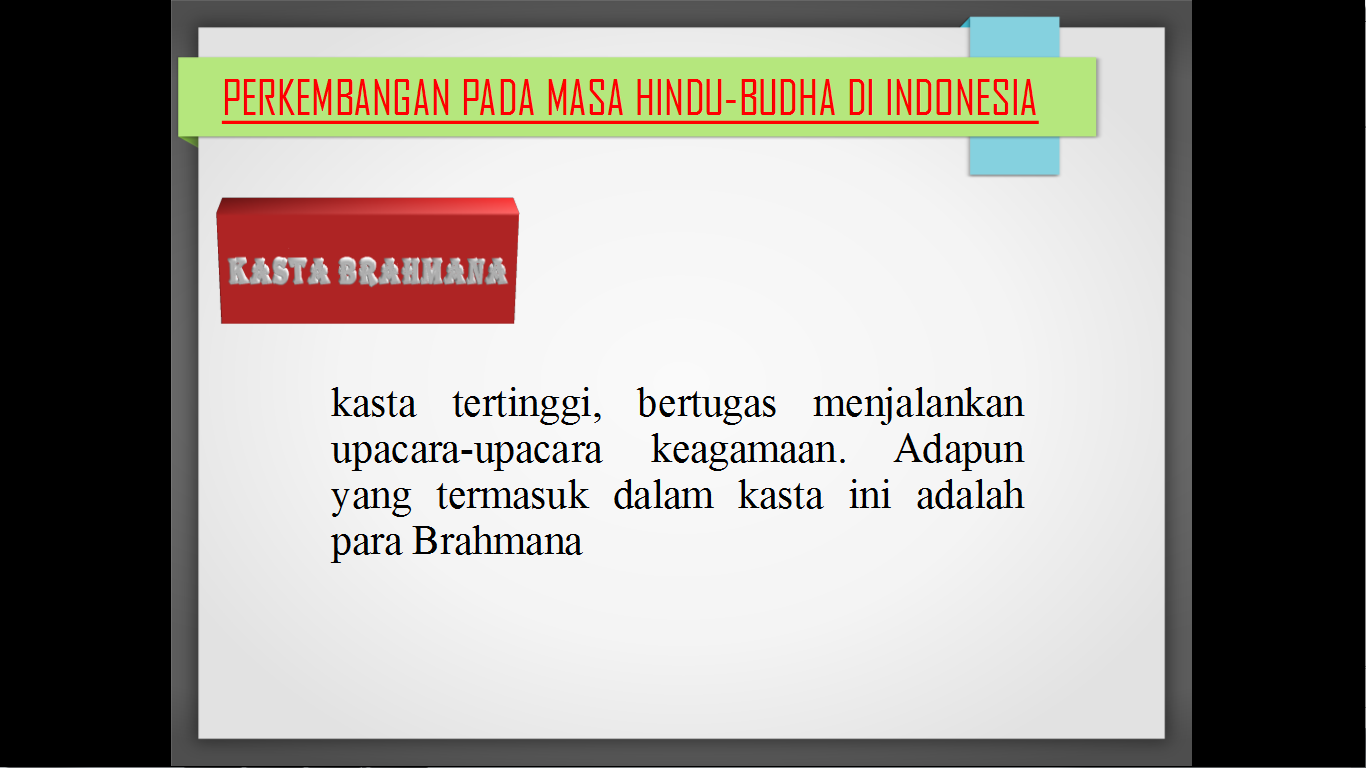 PERKEMBANGAN PADA MASA HINDU-BUDHA DI INDONESIA
KASTA BRAHMANA
kasta tertinggi, bertugas menjalankan
upacara-upacara keagamaan. Adapun
yang termasuk dalam kasta ini adalah
para Brahmana